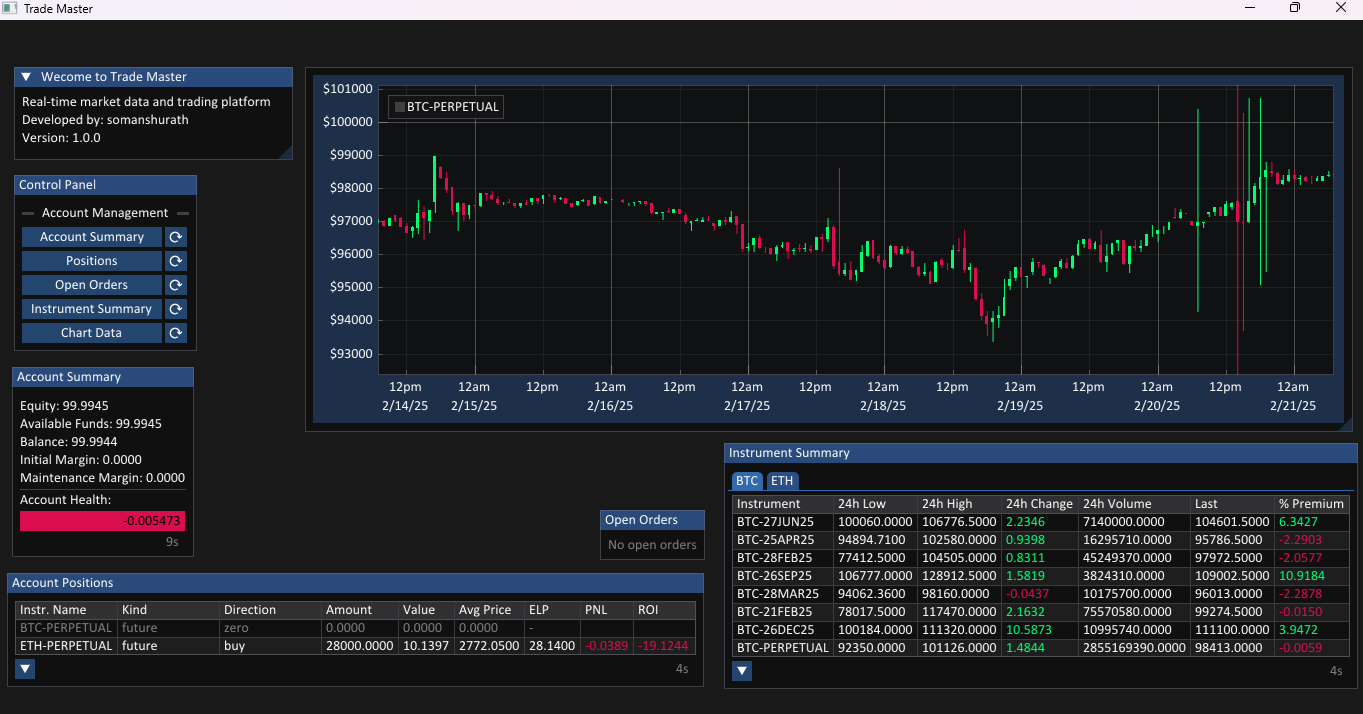 Trade Master
Wecome to Trade Master
Real-time market data and trading platform
Developed by: somanshurath
Version: 1.0.0
Control Panel
Account Management
Account Summary
Positions
Open Orders
Instrument Summary
Chart Data
Account Summary
Equity: 99.9945
Available Funds: 99.9945
Balance: 99.9944
Initial Margin: 0.0000
Maintenance Margin: 0.0000
Account Health:
-0.005473
9s
BTC-PERPETUAL
$101000
$100000
$99000
$98000
$97000
$96000
$95000
$94000
$93000
12pm 12am 12pm 12am 12pm 12am 12pm 12am 12pm 12am 12pm 12am 12pm 12am
2/14/25 2/15/25 2/16/25 2/17/25 2/18/25 2/19/25 2/20/25 2/21/25
Open Orders
No open orders
Account Positions
Instr. Name Kind Direction Amount Value Avg Price ELP PNL ROI
BTC-PERPETUAL future zero 0.0000 0.0000 0.0000 -
ETH-PERPETUAL future buy 28000.0000 10.1397 2772.0500 28.1400 -0.0389 -19.1244
4s
Instrument Summary
BTC ETH
Instrument 24h Low 24h High 24h Change 24h Volume Last % Premium
BTC-27JUN25 100060.0000 106776.5000 2.2346 7140000.0000 104601.5000 6.3427
BTC-25APR25 94894.7100 102580.0000 0.9398 16295710.0000 95786.5000 -2.2903
BTC-28FEB25 77412.5000 104505.0000 0.8311 45249370.0000 97972.5000 -2.0577
BTC-26SEP25 106777.0000 128912.5000 1.5819 3824310.0000 109002.5000 10.9184
BTC-28MAR25 94062.3600 98160.0000 -0.0437 10175700.0000 96013.0000 -2.2878
BTC-21FEB25 78017.5000 117470.0000 2.1632 75570580.0000 99274.5000 -0.0150
BTC-26DEC25 100184.0000 111320.0000 10.5873 10995740.0000 111100.0000 3.9472
BTC-PERPETUAL 92350.0000 101126.0000 1.4844 2855169390.0000 98413.0000 -0.0059
4s